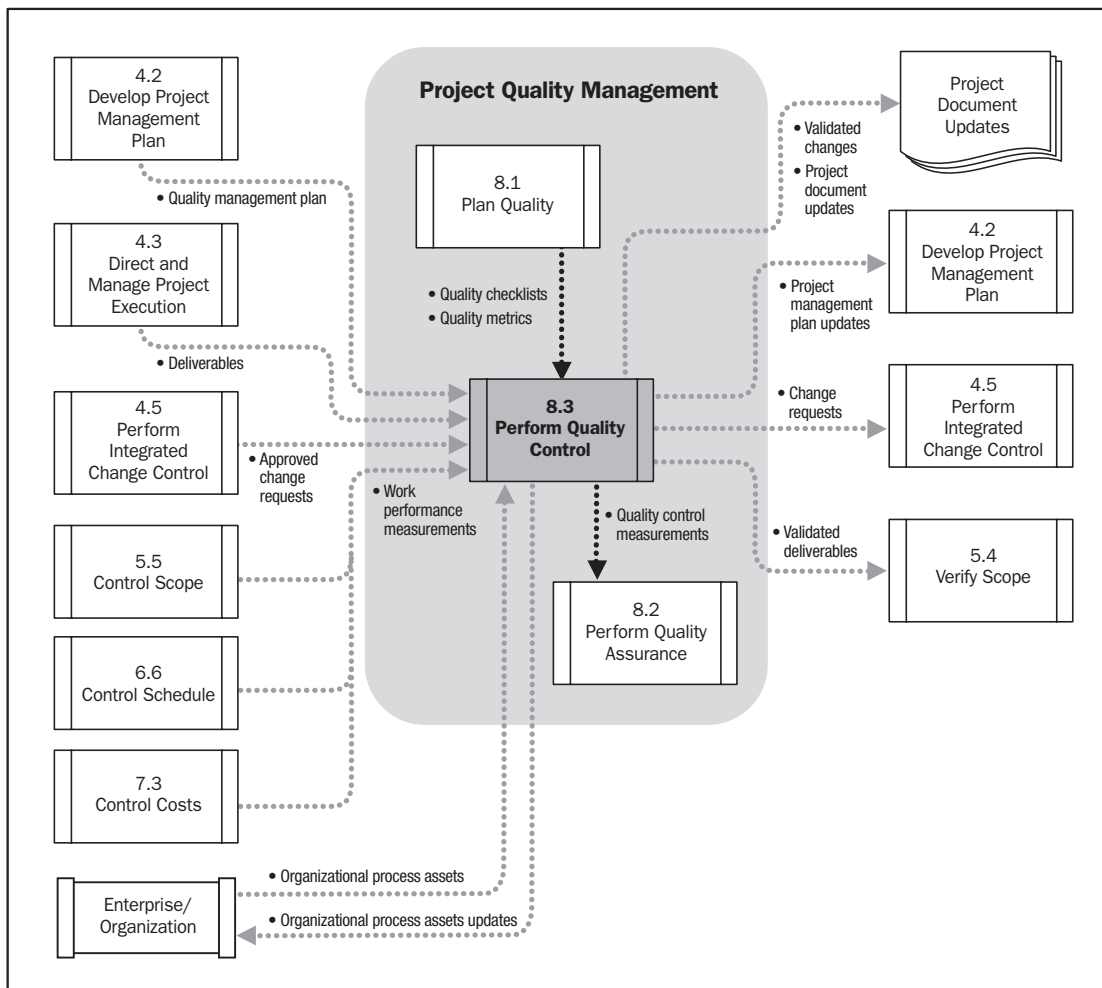 Project Quality Management
4.2
Develop Project
Management
Plan
• Quality management plan
4.3
Direct and
Manage Project
Execution
• Deliverables
4.5
Perform
Integrated
Change Control
• Approved
change
requests
5.5
Control Scope
6.6
Control Schedule
7.3
Control Costs
• Work
performance
measurements
Enterprise/
Organization
• Organizational process assets
• Organizational process assets updates
8.1
Plan Quality
• Quality checklists
• Quality metrics
8.3
Perform Quality
Control
• Quality control
measurements
8.2
Perform Quality
Assurance
• Validated
changes
• Project
document
updates
Project
Document
Updates
• Project
management
plan updates
4.2
Develop Project
Management
Plan
• Change
requests
4.5
Perform
Integrated
Change Control
• Validated
deliverables
5.4
Verify Scope